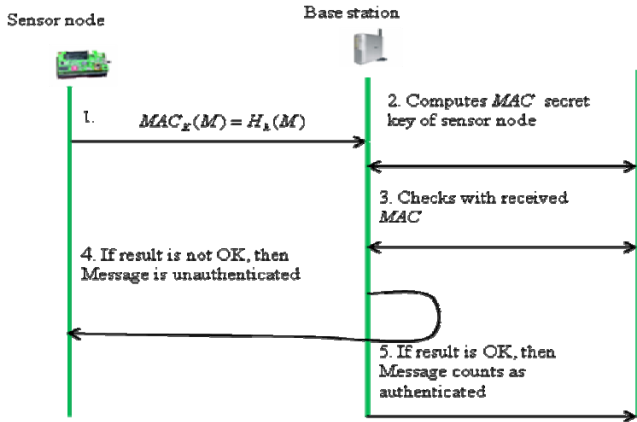 Sensor node
Base station
1.
MAC_K(M) = H_k(M)
2. Computes MAC secret
key of sensor node
3. Checks with received
MAC
4. If result is not OK, then
Message is unauthenticated
5. If result is OK, then
Message counts as
authenticated